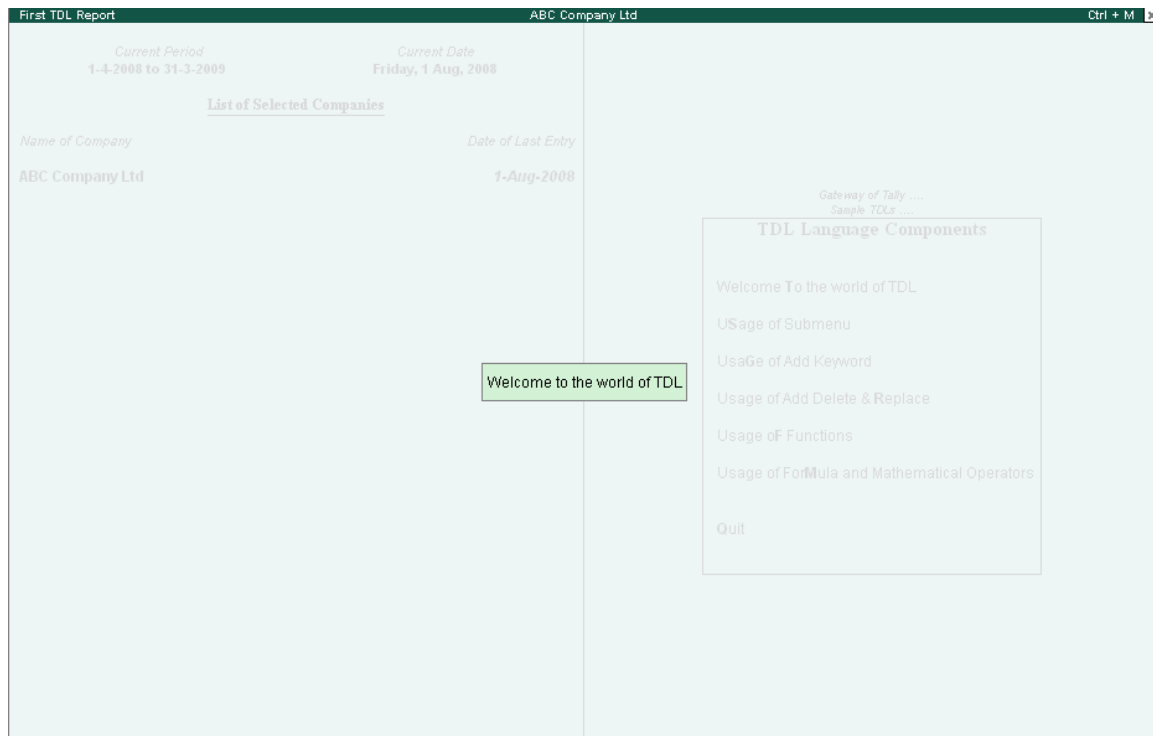 First TDL Report ABC Company Ltd Ctrl + M x
Current Period Current Date
1-4-2008 to 31-3-2009 Friday, 1 Aug, 2008
List of Selected Companies
Name of Company Date of Last Entry
ABC Company Ltd 1-Aug-2008
Gateway of Tally ....
Sample TDLs ....
TDL Language Components
Welcome To the world of TDL
USage of Submenu
UsaGe of Add Keyword
Welcome to the world of TDL
Usage of Add Delete & Replace
Usage oF Functions
Usage of ForMula and Mathematical Operators
Quit